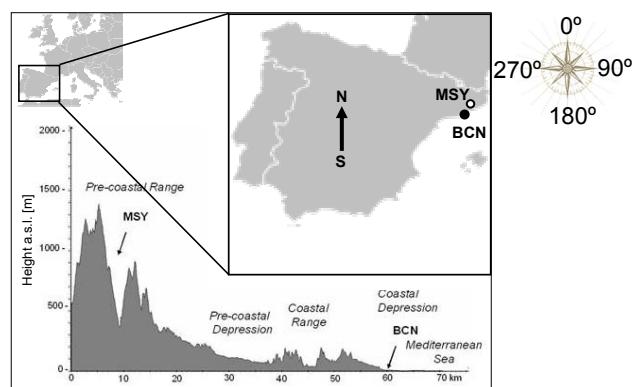 0º
270º
90º
180º
N
S
MSY
BCN
2000
1500
1000
500
0
Height a.s.l. [m]
Pre-coastal Range
MSY
Pre-coastal
Depression
Coastal
Range
Coastal
Depression
BCN
Mediterranean
Sea
0
10
20
30
40
50
60
70 km